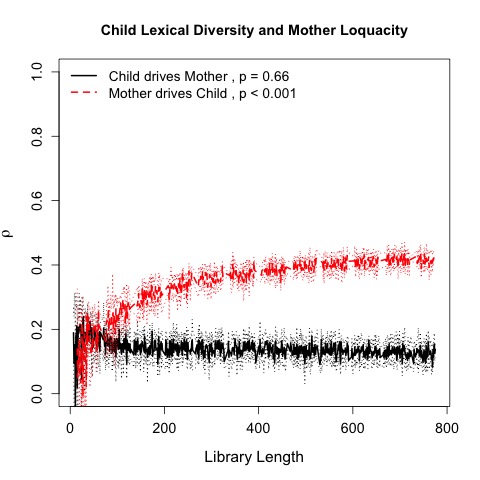 Child Lexical Diversity and Mother Loquacity
Child drives Mother , p = 0.66
Mother drives Child , p < 0.001
1.0
0.8
0.6
0.4
0.2
0.0
ρ
0 200 400 600 800
Library Length